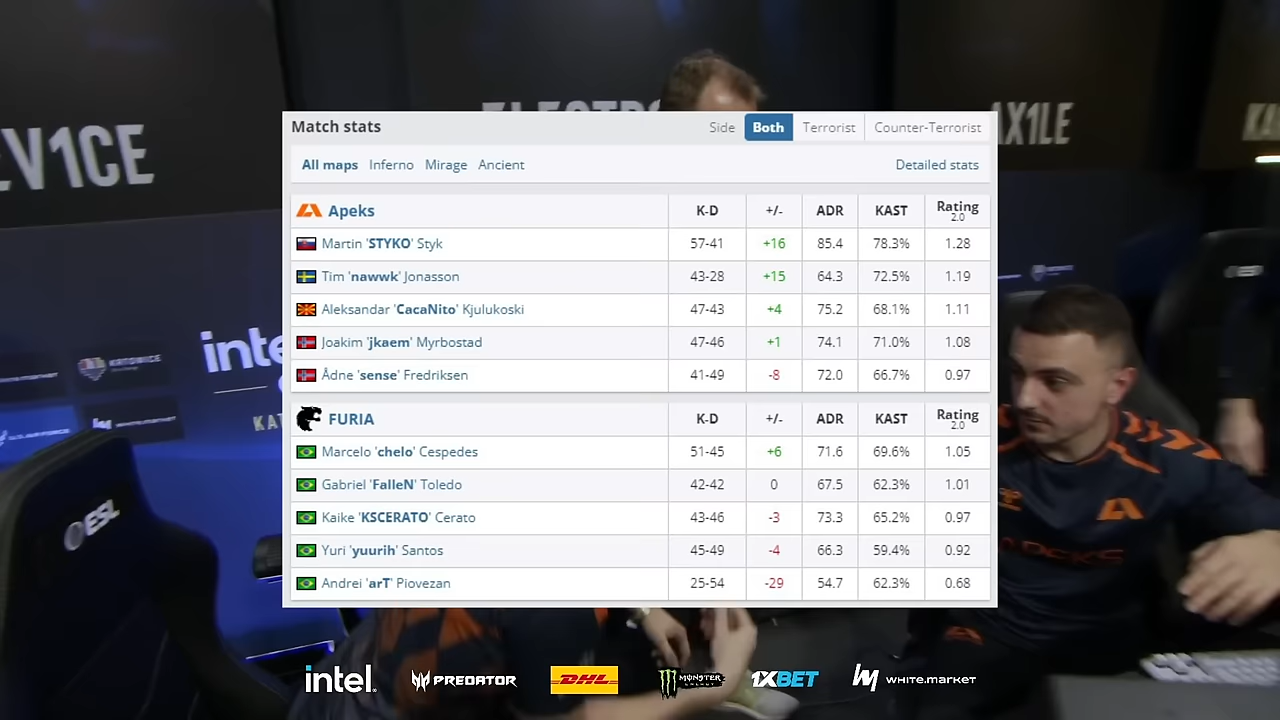 EV1CE
ELECTR
AX1LE
KA
Match stats
Side Both Terrorist Counter-Terrorist
All maps Inferno Mirage Ancient Detailed stats
Apeks K-D +/- ADR KAST Rating 2.0
Martin 'STYKO' Styk 57-41 +16 85.4 78.3% 1.28
Tim 'nawwk' Jonasson 43-28 +15 64.3 72.5% 1.19
Aleksandar 'CacaNito' Kjulukoski 47-43 +4 75.2 68.1% 1.11
Joakim 'jkaem' Myrbostad 47-46 +1 74.1 71.0% 1.08
Ådne 'sense' Fredriksen 41-49 -8 72.0 66.7% 0.97
FURIA K-D +/- ADR KAST Rating 2.0
Marcelo 'chelo' Cespedes 51-45 +6 71.6 69.6% 1.05
Gabriel 'FalleN' Toledo 42-42 0 67.5 62.3% 1.01
Kaike 'KSCERATO' Cerato 43-46 -3 73.3 65.2% 0.97
Yuri 'yuurih' Santos 45-49 -4 66.3 59.4% 0.92
Andrei 'arT' Piovezan 25-54 -29 54.7 62.3% 0.68
inte
KATOWICE
KAT
ESL
intel. PREDATOR DHL MONSTER ENERGY 1XBET WHITE.MARKET